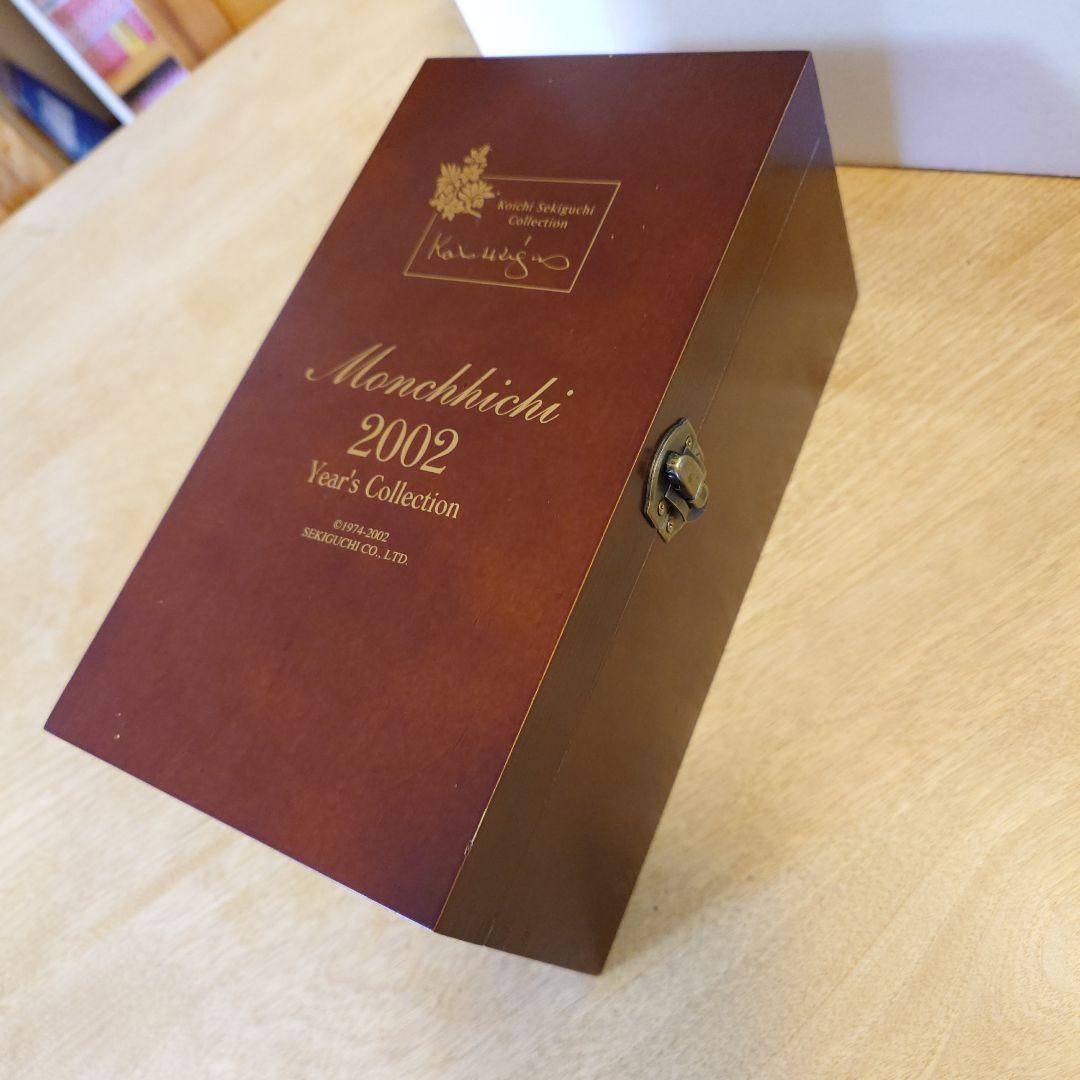 Koichi Sekiguchi
Collection
Monchhichi
2002
Year's Collection
©1974-2002
SEKIGUCHI CO., LTD.